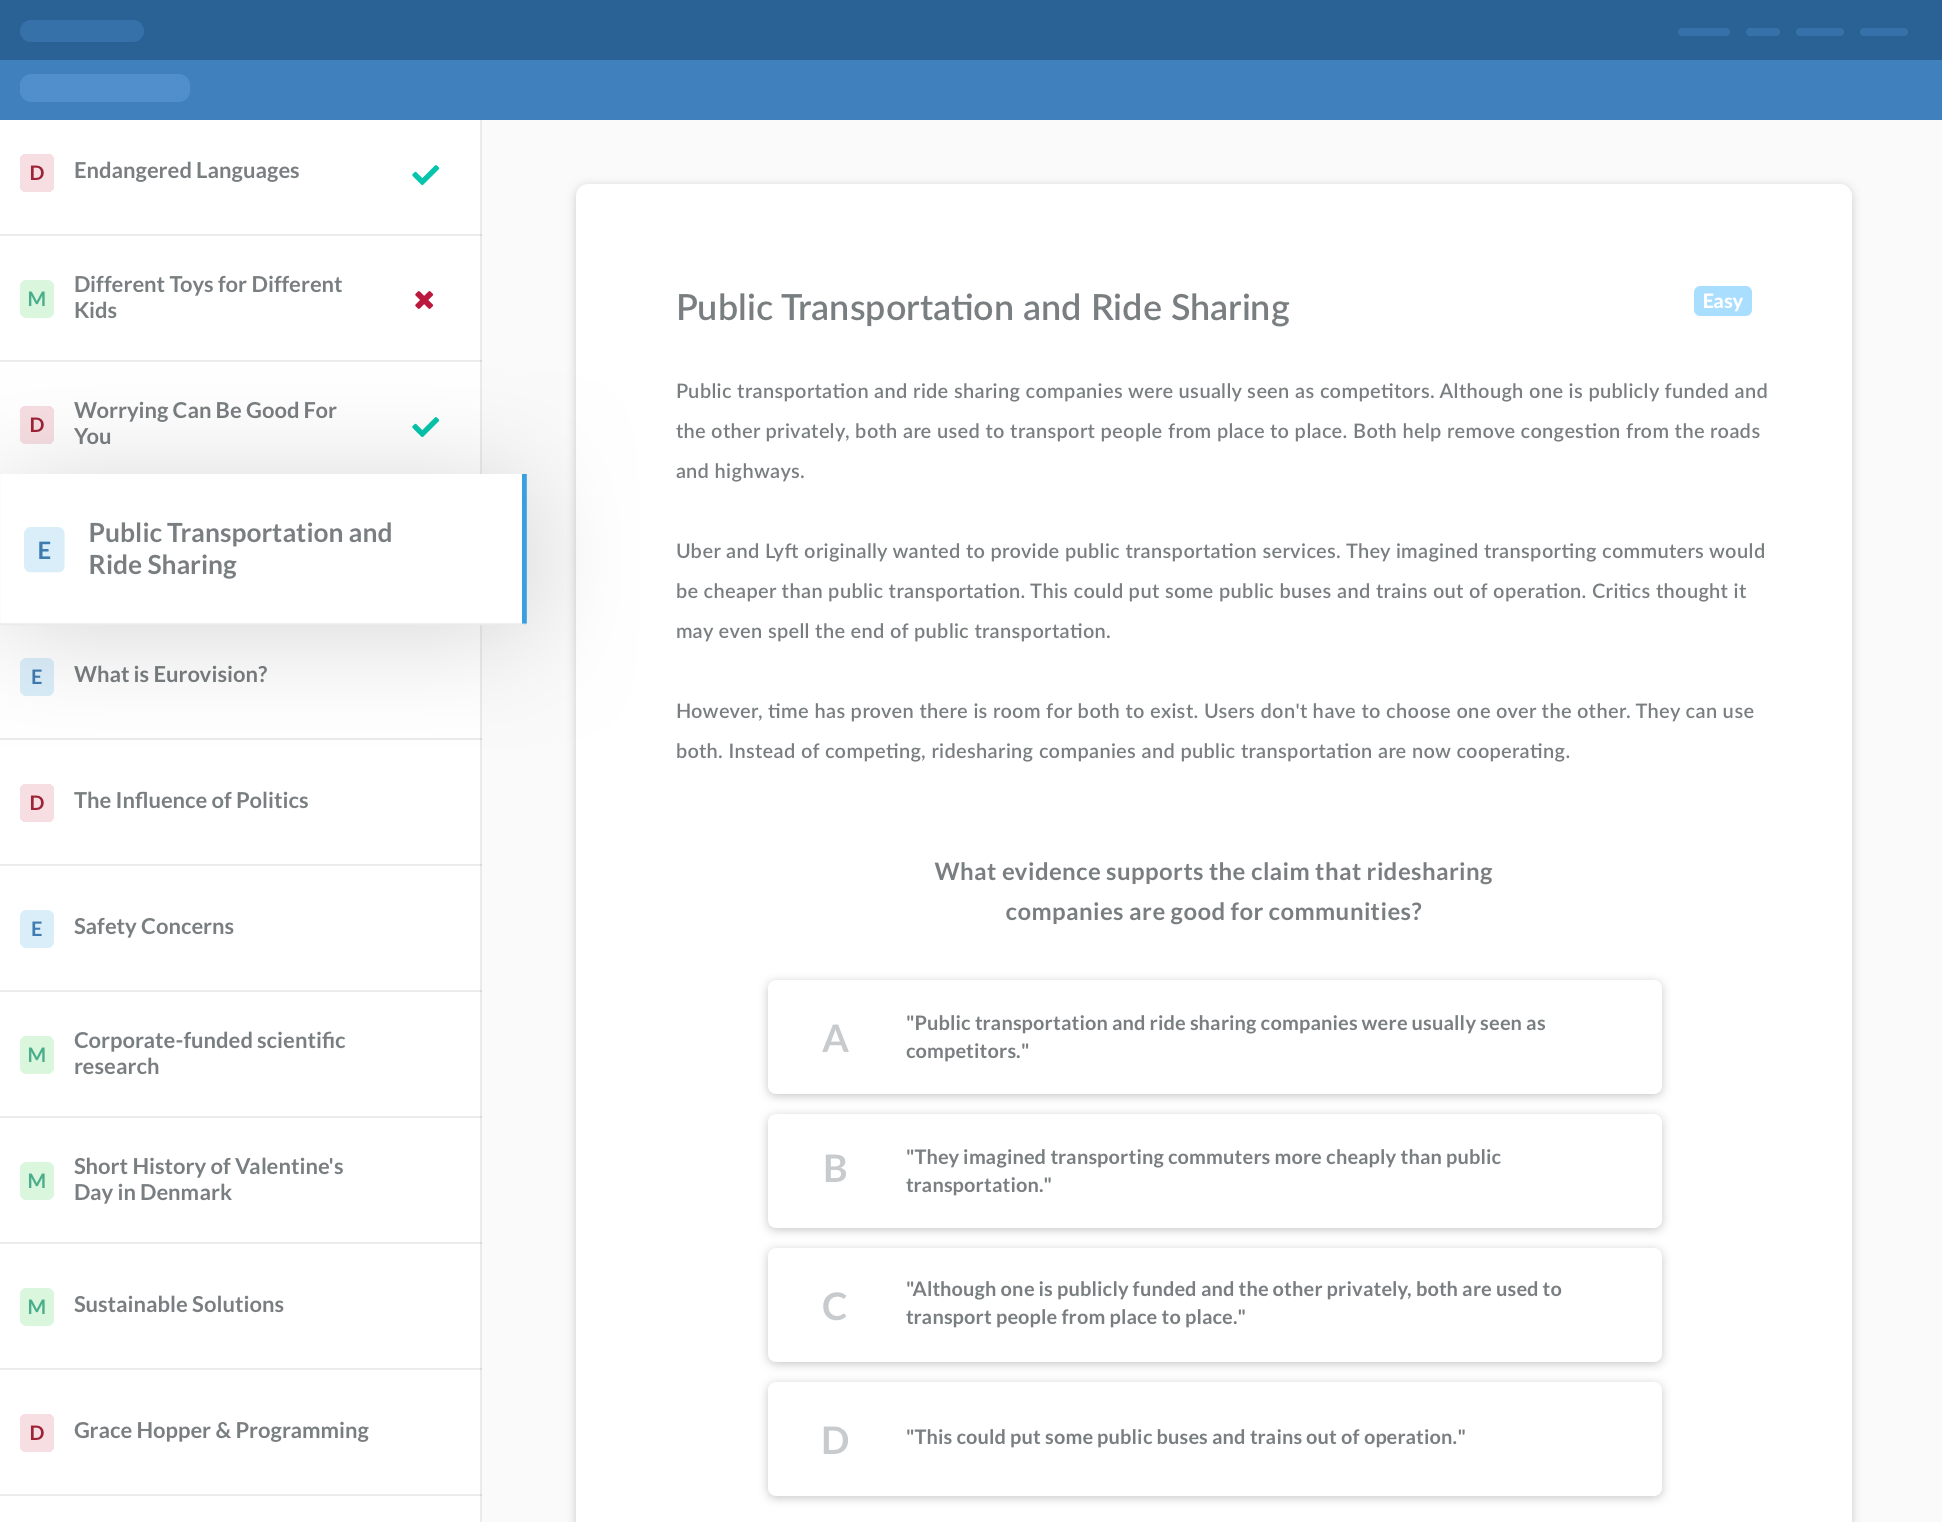 D
Endangered Languages
M
Different Toys for Different
Kids
D
Worrying Can Be Good For
You
E
Public Transportation and
Ride Sharing
E
What is Eurovision?
D
The Influence of Politics
E
Safety Concerns
M
Corporate-funded scientific
research
M
Short History of Valentine's
Day in Denmark
M
Sustainable Solutions
D
Grace Hopper & Programming
Public Transportation and Ride Sharing
Easy
Public transportation and ride sharing companies were usually seen as competitors. Although one is publicly funded and
the other privately, both are used to transport people from place to place. Both help remove congestion from the roads
and highways.
Uber and Lyft originally wanted to provide public transportation services. They imagined transporting commuters would
be cheaper than public transportation. This could put some public buses and trains out of operation. Critics thought it
may even spell the end of public transportation.
However, time has proven there is room for both to exist. Users don't have to choose one over the other. They can use
both. Instead of competing, ridesharing companies and public transportation are now cooperating.
What evidence supports the claim that ridesharing
companies are good for communities?
A
"Public transportation and ride sharing companies were usually seen as
competitors."
B
"They imagined transporting commuters more cheaply than public
transportation."
C
"Although one is publicly funded and the other privately, both are used to
transport people from place to place."
D
"This could put some public buses and trains out of operation."